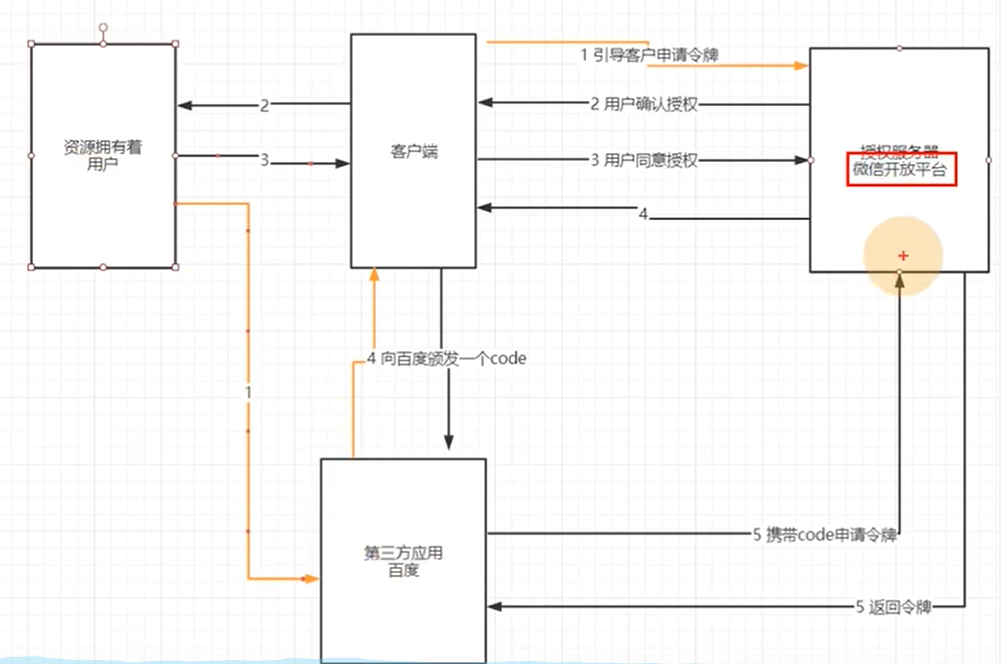 1 引导客户申请令牌
2
2 用户确认授权
资源拥有着
用户
客户端
3
3 用户同意授权
授权服务器
微信开放平台
4
4 向百度颁发一个code
1
第三方应用
百度
5 携带code申请令牌
5 返回令牌